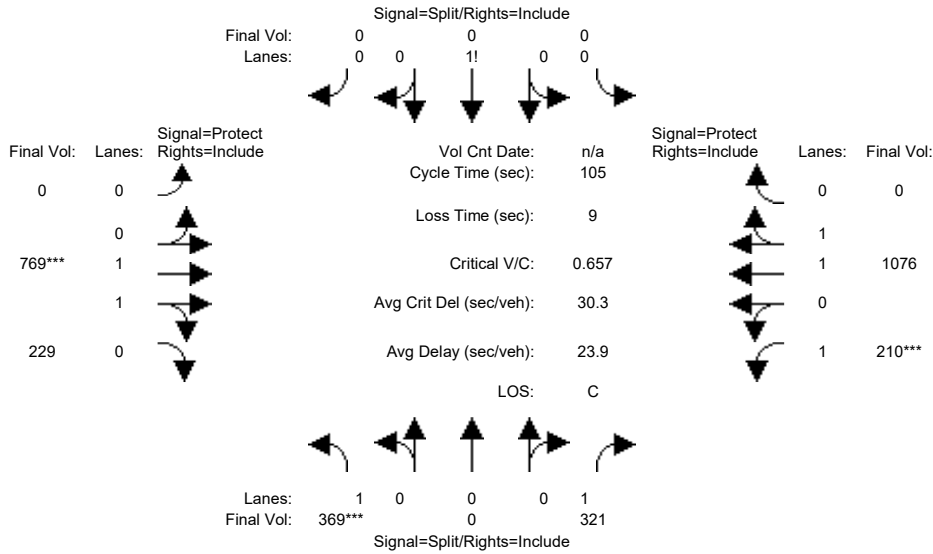 Signal=Split/Rights=Include
Final Vol: 0 0 0
Lanes: 0 0 1! 0 0
Signal=Protect
Final Vol: Lanes: Rights=Include
Vol Cnt Date: n/a
Signal=Protect
Rights=Include Lanes: Final Vol:
Cycle Time (sec): 105
0 0
0 0
Loss Time (sec): 9
0
1
769*** 1
Critical V/C: 0.657
1 1076
1
Avg Crit Del (sec/veh): 30.3
0
229 0
Avg Delay (sec/veh): 23.9
1 210***
LOS: C
Lanes: 1 0 0 0 1
Final Vol: 369*** 0 321
Signal=Split/Rights=Include